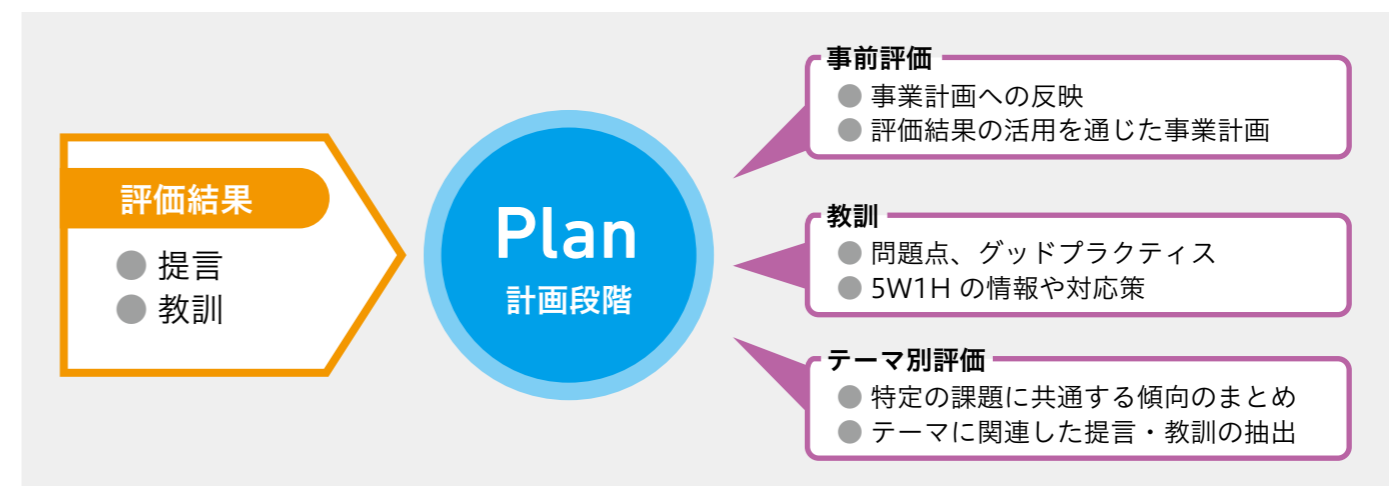 評価結果
● 提言
● 教訓
Plan
計画段階
事前評価
● 事業計画への反映
● 評価結果の活用を通じた事業計画
教訓
● 問題点、グッドプラクティス
● 5W1H の情報や対応策
テーマ別評価
● 特定の課題に共通する傾向のまとめ
● テーマに関連した提言・教訓の抽出